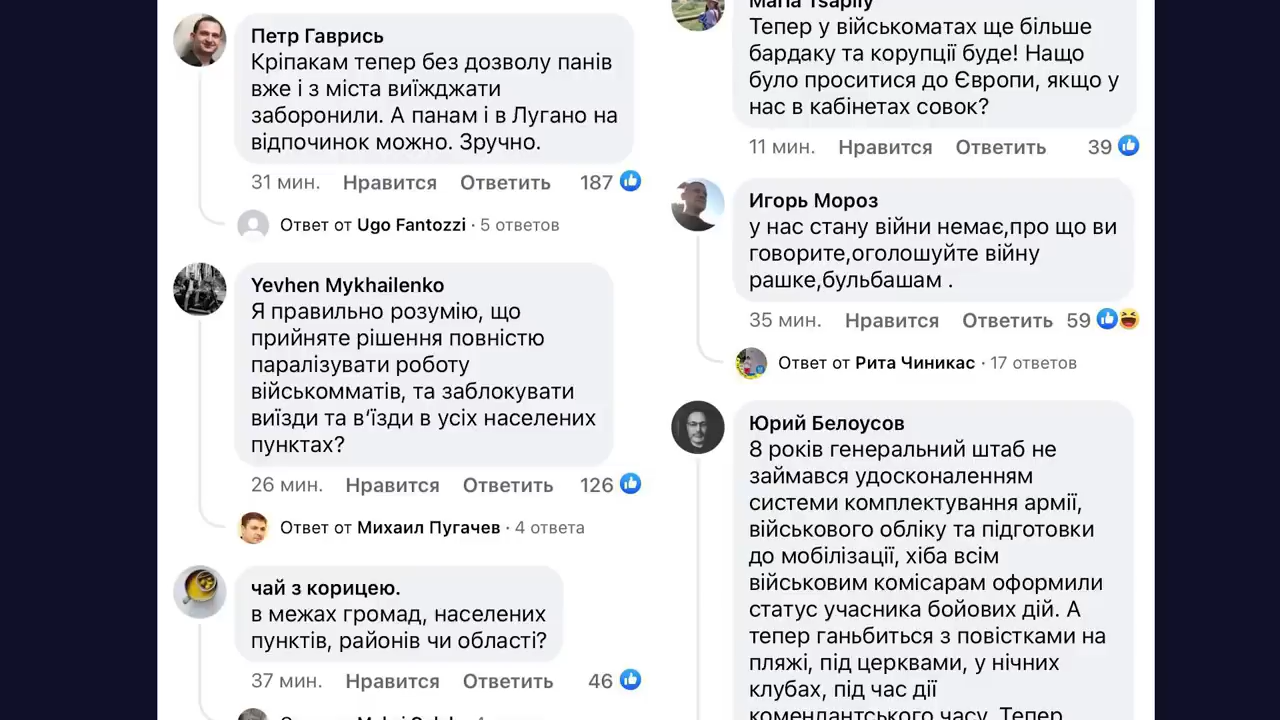 Петр Гаврись
Кріпакам тепер без дозволу панів
вже і з міста виїжджати
заборонили. А панам і в Лугано на
відпочинок можно. Зручно.
31 мин. Нравится Ответить 187
Ответ от Ugo Fantozzi · 5 ответов
Yevhen Mykhailenko
Я правильно розумію, що
прийняте рішення повністю
паралізувати роботу
військомматів, та заблокувати
виїзди та вʼїзди в усіх населених
пунктах?
26 мин. Нравится Ответить 126
Ответ от Михаил Пугачев · 4 ответа
чай з корицею.
в межах громад, населених
пунктів, районів чи області?
37 мин. Нравится Ответить 46
Maria Tsapliy
Тепер у військоматах ще більше
бардаку та корупції буде! Нащо
було проситися до Європи, якщо у
нас в кабінетах совок?
11 мин. Нравится Ответить 39
Игорь Мороз
у нас стану війни немає,про що ви
говорите,оголошуйте війну
рашке,бульбашам .
35 мин. Нравится Ответить 59
Ответ от Рита Чиникас · 17 ответов
Юрий Белоусов
8 років генеральний штаб не
займався удосконаленням
системи комплектування армії,
військового обліку та підготовки
до мобілізації, хіба всім
військовим комісарам оформили
статус учасника бойових дій. А
тепер ганьбиться з повістками на
пляжі, під церквами, у нічних
клубах, під час дії
комендантського часу. Тепер